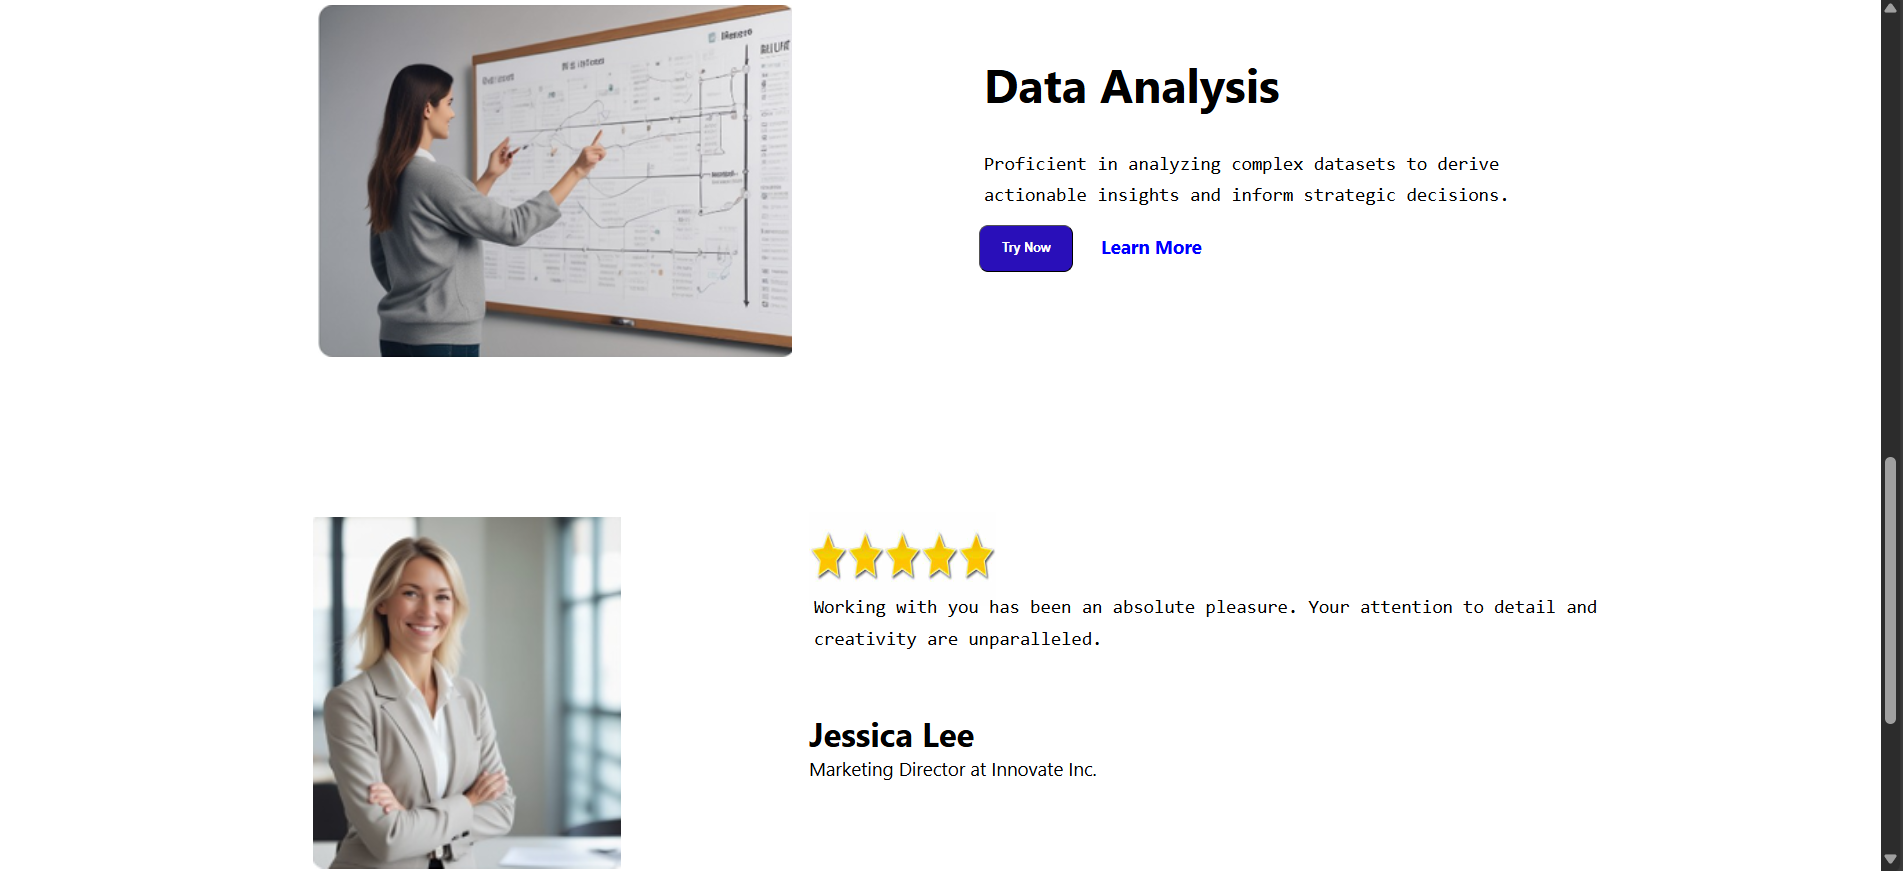 Data Analysis
Proficient in analyzing complex datasets to derive
actionable insights and inform strategic decisions.
Try Now
Learn More
Working with you has been an absolute pleasure. Your attention to detail and
creativity are unparalleled.
Jessica Lee
Marketing Director at Innovate Inc.